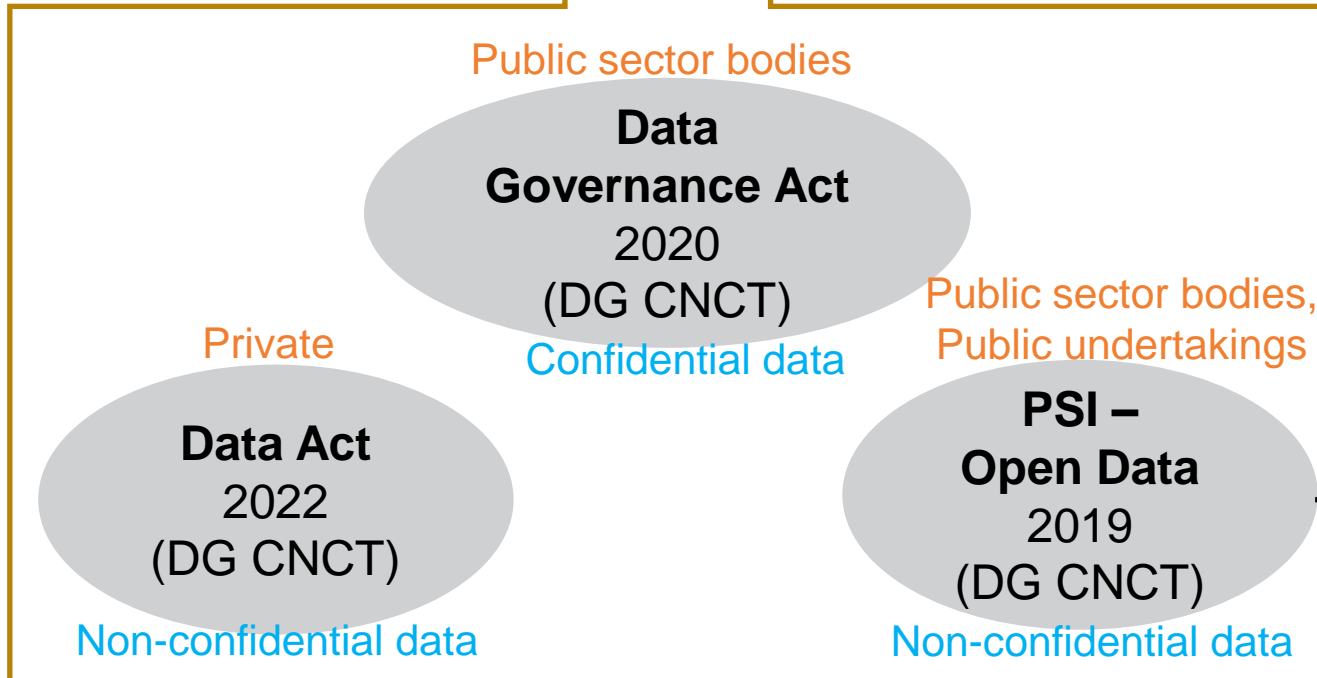 Public sector bodies
Data
Governance Act
2020
(DG CNCT)
Confidential data
Private
Data Act
2022
(DG CNCT)
Non-confidential data
Public sector bodies,
Public undertakings
PSI –
Open Data
2019
(DG CNCT)
Non-confidential data